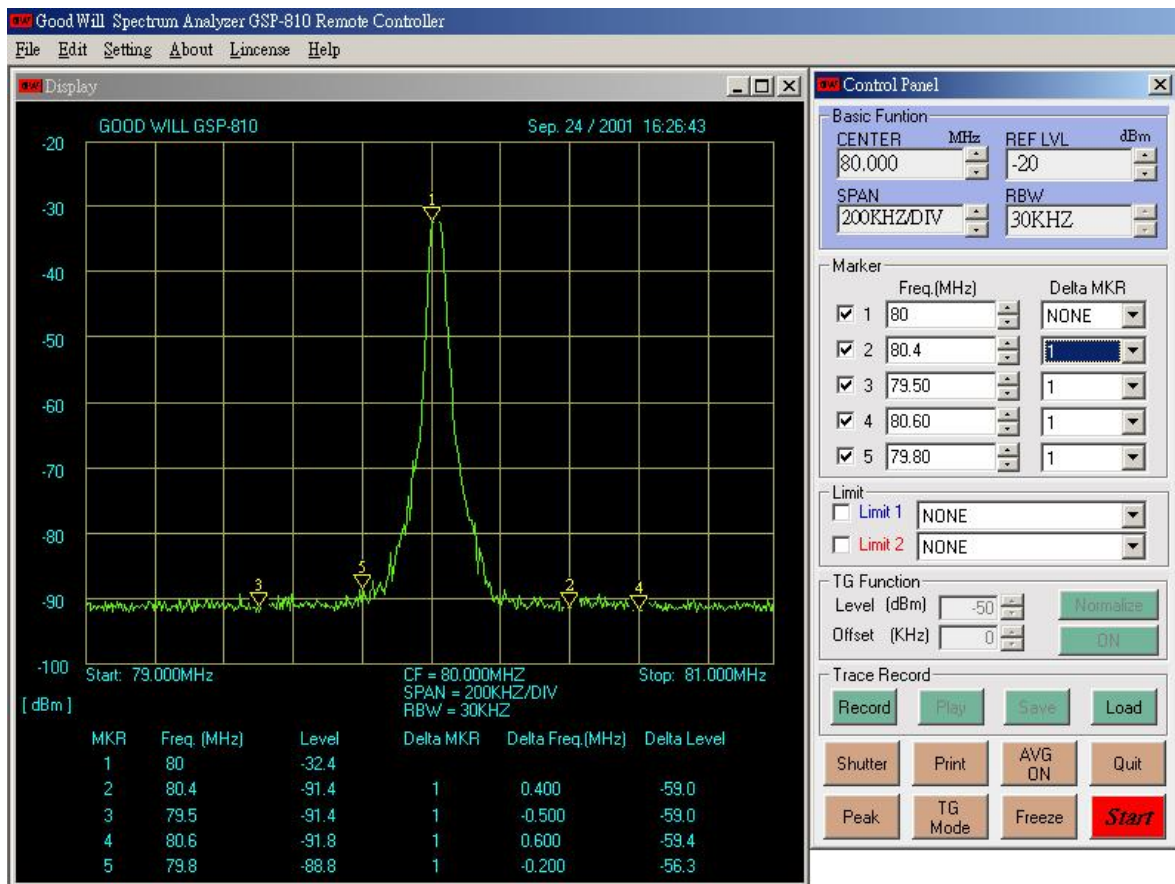 GW Good Will Spectrum Analyzer GSP-810 Remote Controller
File Edit Setting About Lincense Help
GW Display
GOOD WILL GSP-810 Sep. 24 / 2001 16:26:43
-20
-30
-40
-50
-60
-70
-80
-90
-100
1
5
3
2
4
Start: 79.000MHz CF = 80.000MHZ Stop: 81.000MHz
SPAN = 200KHZ/DIV
[ dBm ] RBW = 30KHZ
MKR Freq. (MHz) Level Delta MKR Delta Freq.(MHz) Delta Level
1 80 -32.4
2 80.4 -91.4 1 0.400 -59.0
3 79.5 -91.4 1 -0.500 -59.0
4 80.6 -91.8 1 0.600 -59.4
5 79.8 -88.8 1 -0.200 -56.3
GW Control Panel
Basic Funtion
CENTER MHz REF LVL dBm
80.000 -20
SPAN RBW
200KHZ/DIV 30KHZ
Marker
Freq.(MHz) Delta MKR
1 80 NONE
2 80.4 1
3 79.50 1
4 80.60 1
5 79.80 1
Limit
Limit 1 NONE
Limit 2 NONE
TG Function
Level (dBm) -50 Normalize
Offset (KHz) 0 ON
Trace Record
Record Play Save Load
Shutter Print AVG ON Quit
Peak TG Mode Freeze Start